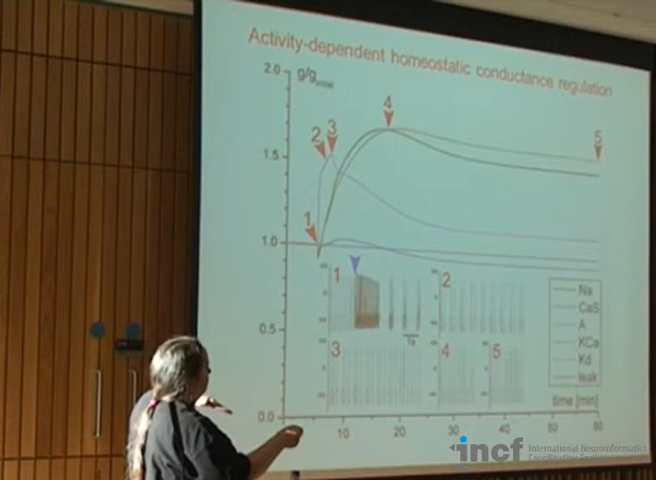 Activity-dependent homeostatic conductance regulation
2.0
g/g
4
2 3
5
1.5
1
1.0
1
2
Na
CaS
A
0.5
KCa
3
4
5
Kd
leak
time [min]
0.0
10 20 30 40 50 60
incf
International Neuroinformatics